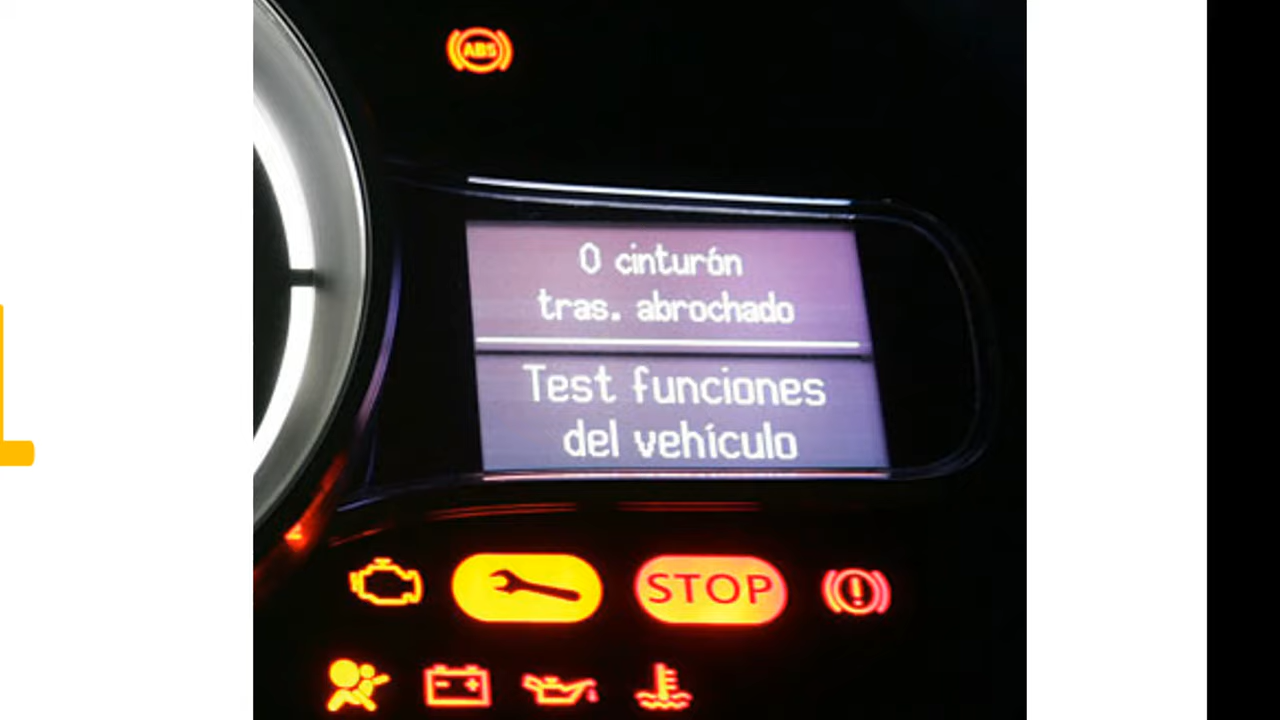 ABS
0 cinturón
tras. abrochado
Test funciones
del vehículo
STOP